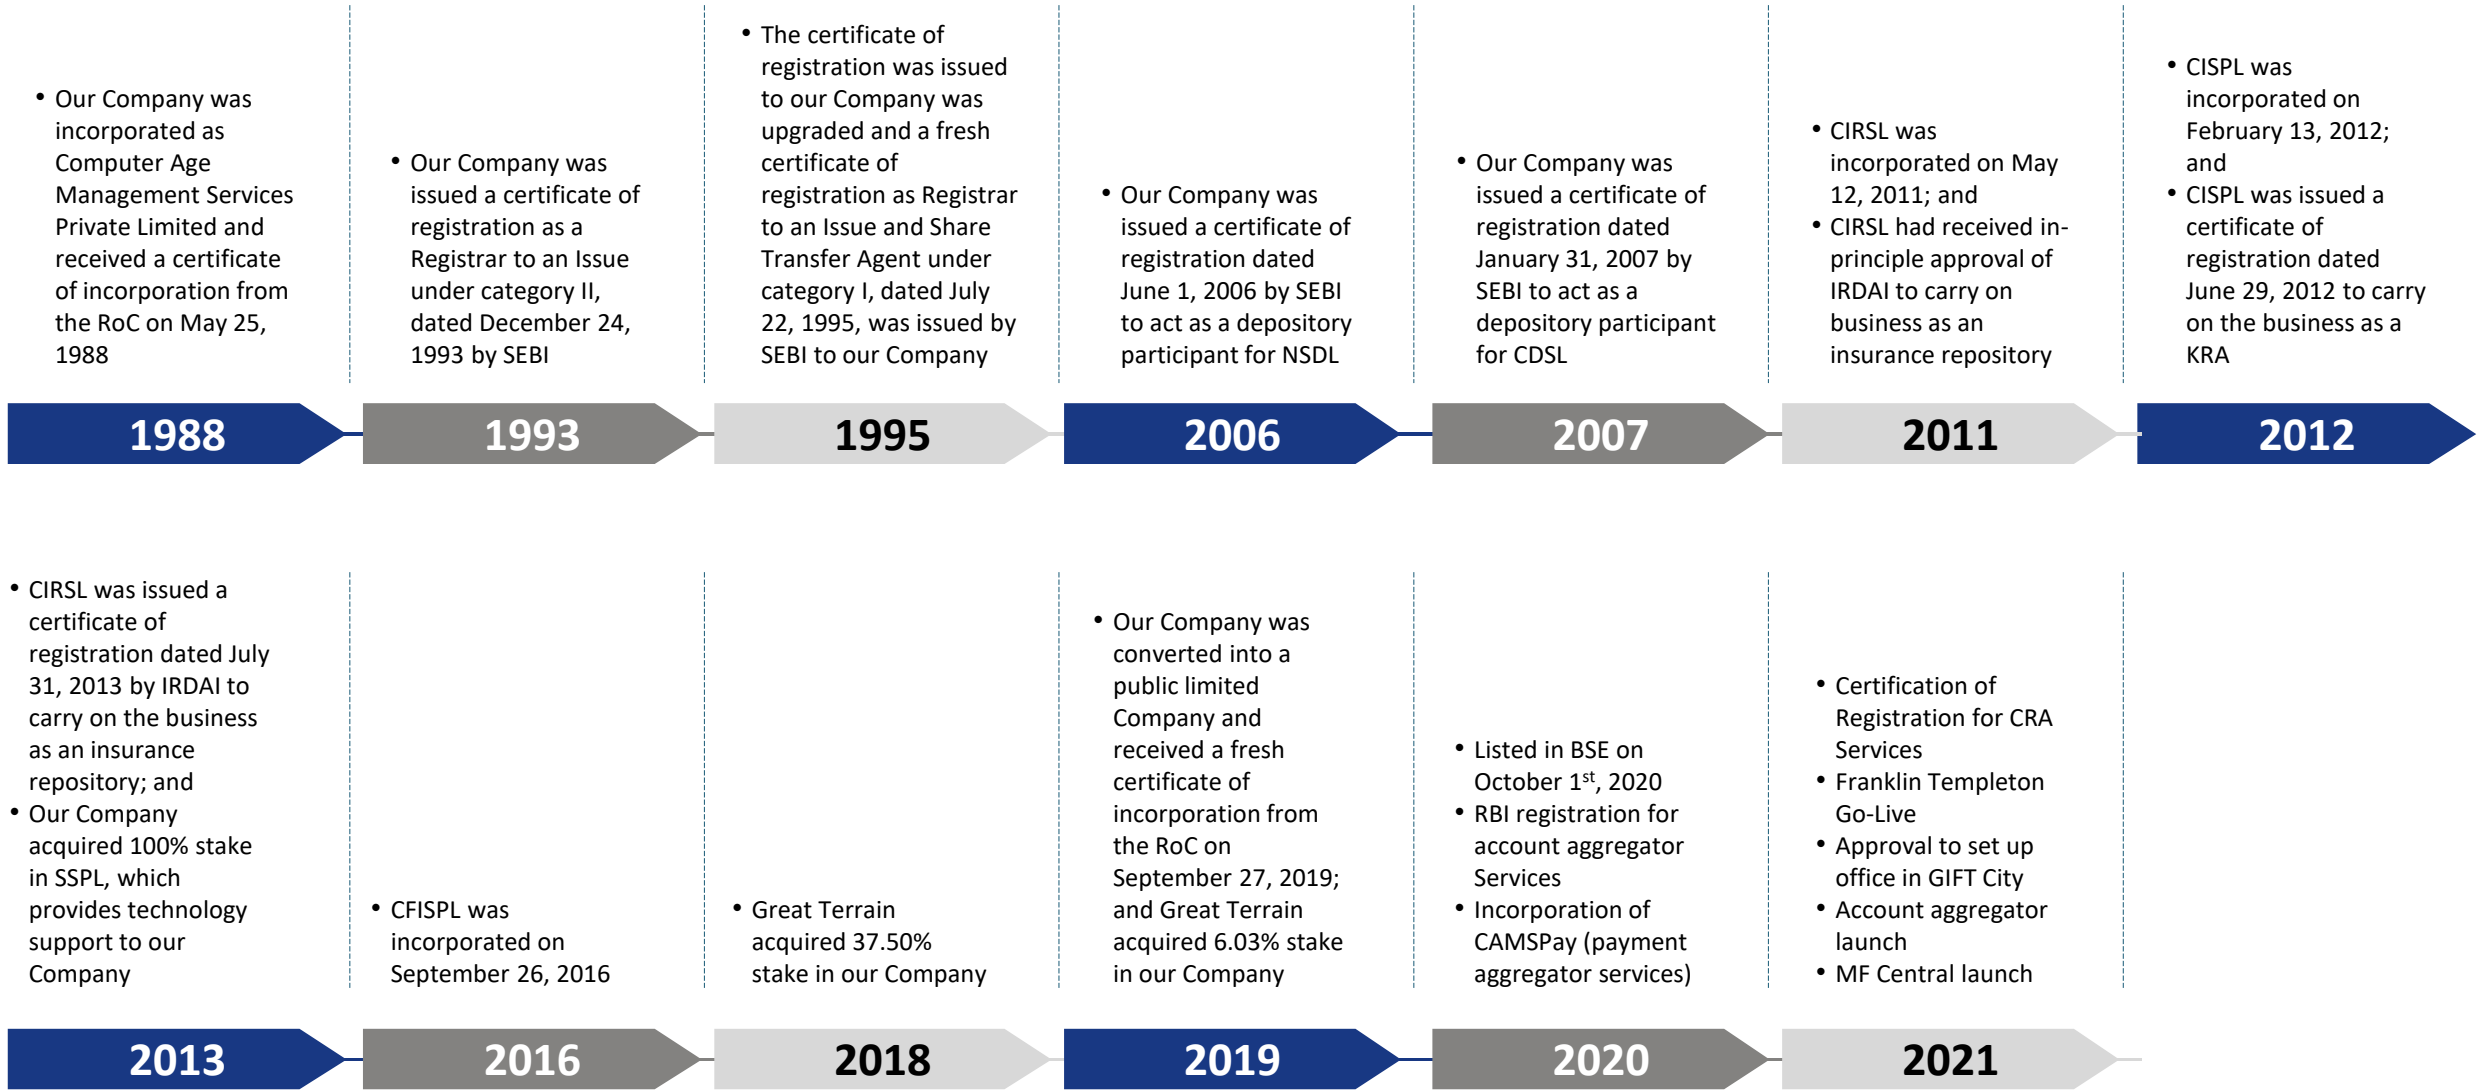 • Our Company was
incorporated as
Computer Age
Management Services
Private Limited and
received a certificate
of incorporation from
the RoC on May 25,
1988
• Our Company was
issued a certificate of
registration as a
Registrar to an Issue
under category II,
dated December 24,
1993 by SEBI
• The certificate of
registration was issued
to our Company was
upgraded and a fresh
certificate of
registration as Registrar
to an Issue and Share
Transfer Agent under
category I, dated July
22, 1995, was issued by
SEBI to our Company
• Our Company was
issued a certificate of
registration dated
June 1, 2006 by SEBI
to act as a depository
participant for NSDL
• Our Company was
issued a certificate of
registration dated
January 31, 2007 by
SEBI to act as a
depository participant
for CDSL
• CIRSL was
incorporated on May
12, 2011; and
• CIRSL had received in-
principle approval of
IRDAI to carry on
business as an
insurance repository
• CISPL was
incorporated on
February 13, 2012;
and
• CISPL was issued a
certificate of
registration dated
June 29, 2012 to carry
on the business as a
KRA
1988
1993
1995
2006
2007
2011
2012
• CIRSL was issued a
certificate of
registration dated July
31, 2013 by IRDAI to
carry on the business
as an insurance
repository; and
• Our Company
acquired 100% stake
in SSPL, which
provides technology
support to our
Company
• CFISPL was
incorporated on
September 26, 2016
• Great Terrain
acquired 37.50%
stake in our Company
• Our Company was
converted into a
public limited
Company and
received a fresh
certificate of
incorporation from
the RoC on
September 27, 2019;
and Great Terrain
acquired 6.03% stake
in our Company
• Listed in BSE on
October 1st, 2020
• RBI registration for
account aggregator
Services
• Incorporation of
CAMSPay (payment
aggregator services)
• Certification of
Registration for CRA
Services
• Franklin Templeton
Go-Live
• Approval to set up
office in GIFT City
• Account aggregator
launch
• MF Central launch
2013
2016
2018
2019
2020
2021